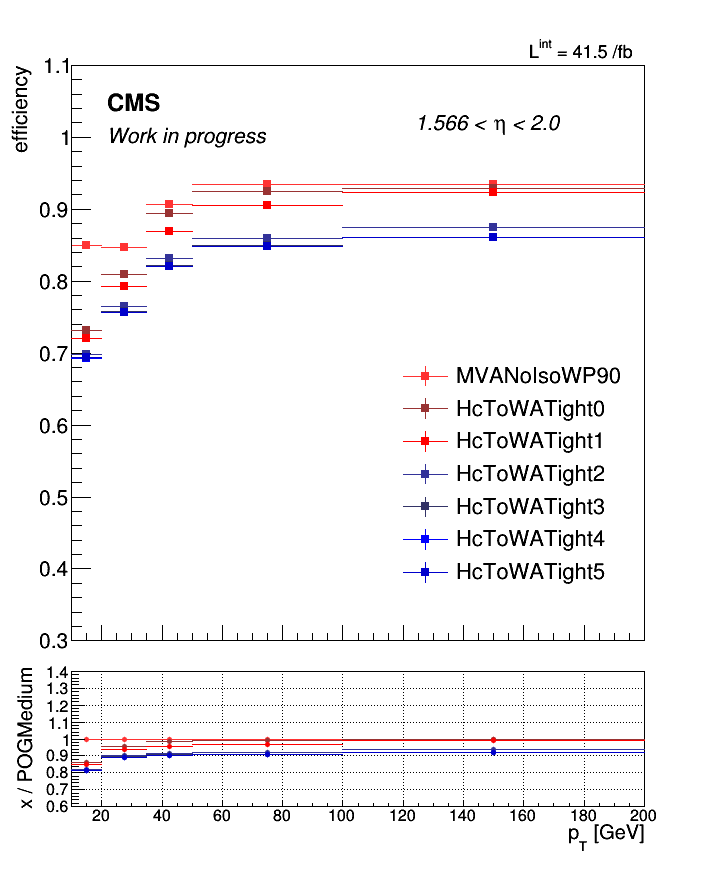 L^int = 41.5 /fb
efficiency
1.1
CMS
Work in progress
1.566 < η < 2.0
1
0.9
0.8
0.7
0.6
0.5
0.4
0.3
MVANoIsoWP90
HcToWATight0
HcToWATight1
HcToWATight2
HcToWATight3
HcToWATight4
HcToWATight5
x / POGMedium
1.4
1.3
1.2
1.1
1
0.9
0.8
0.7
0.6
20 40 60 80 100 120 140 160 180 200
p_T [GeV]